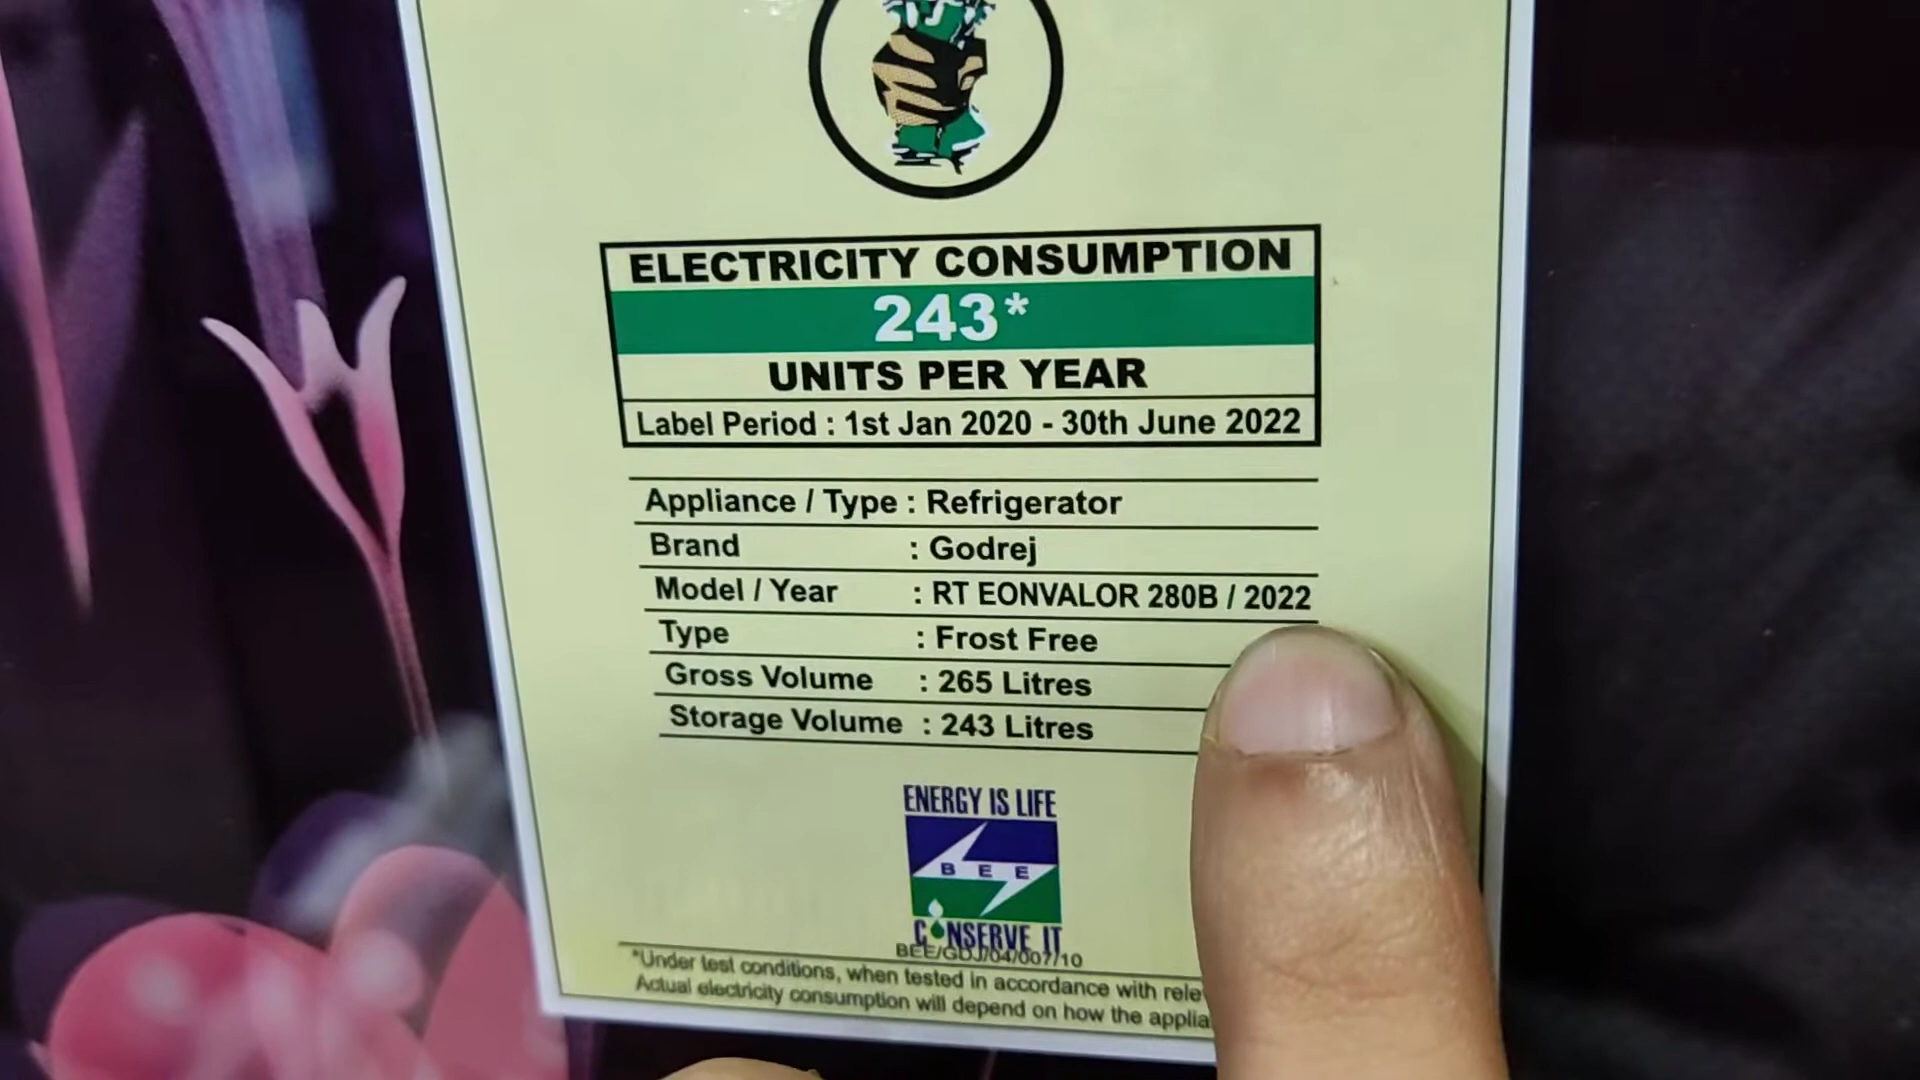 ELECTRICITY CONSUMPTION
243*
UNITS PER YEAR
Label Period : 1st Jan 2020 - 30th June 2022
Appliance / Type : Refrigerator
Brand : Godrej
Model / Year : RT EONVALOR 280B / 2022
Type : Frost Free
Gross Volume : 265 Litres
Storage Volume : 243 Litres
ENERGY IS LIFE
BEE
CONSERVE IT
BEE/GDJ/04/007/10
*Under test conditions, when tested in accordance with
Actual electricity consumption will depend on how the